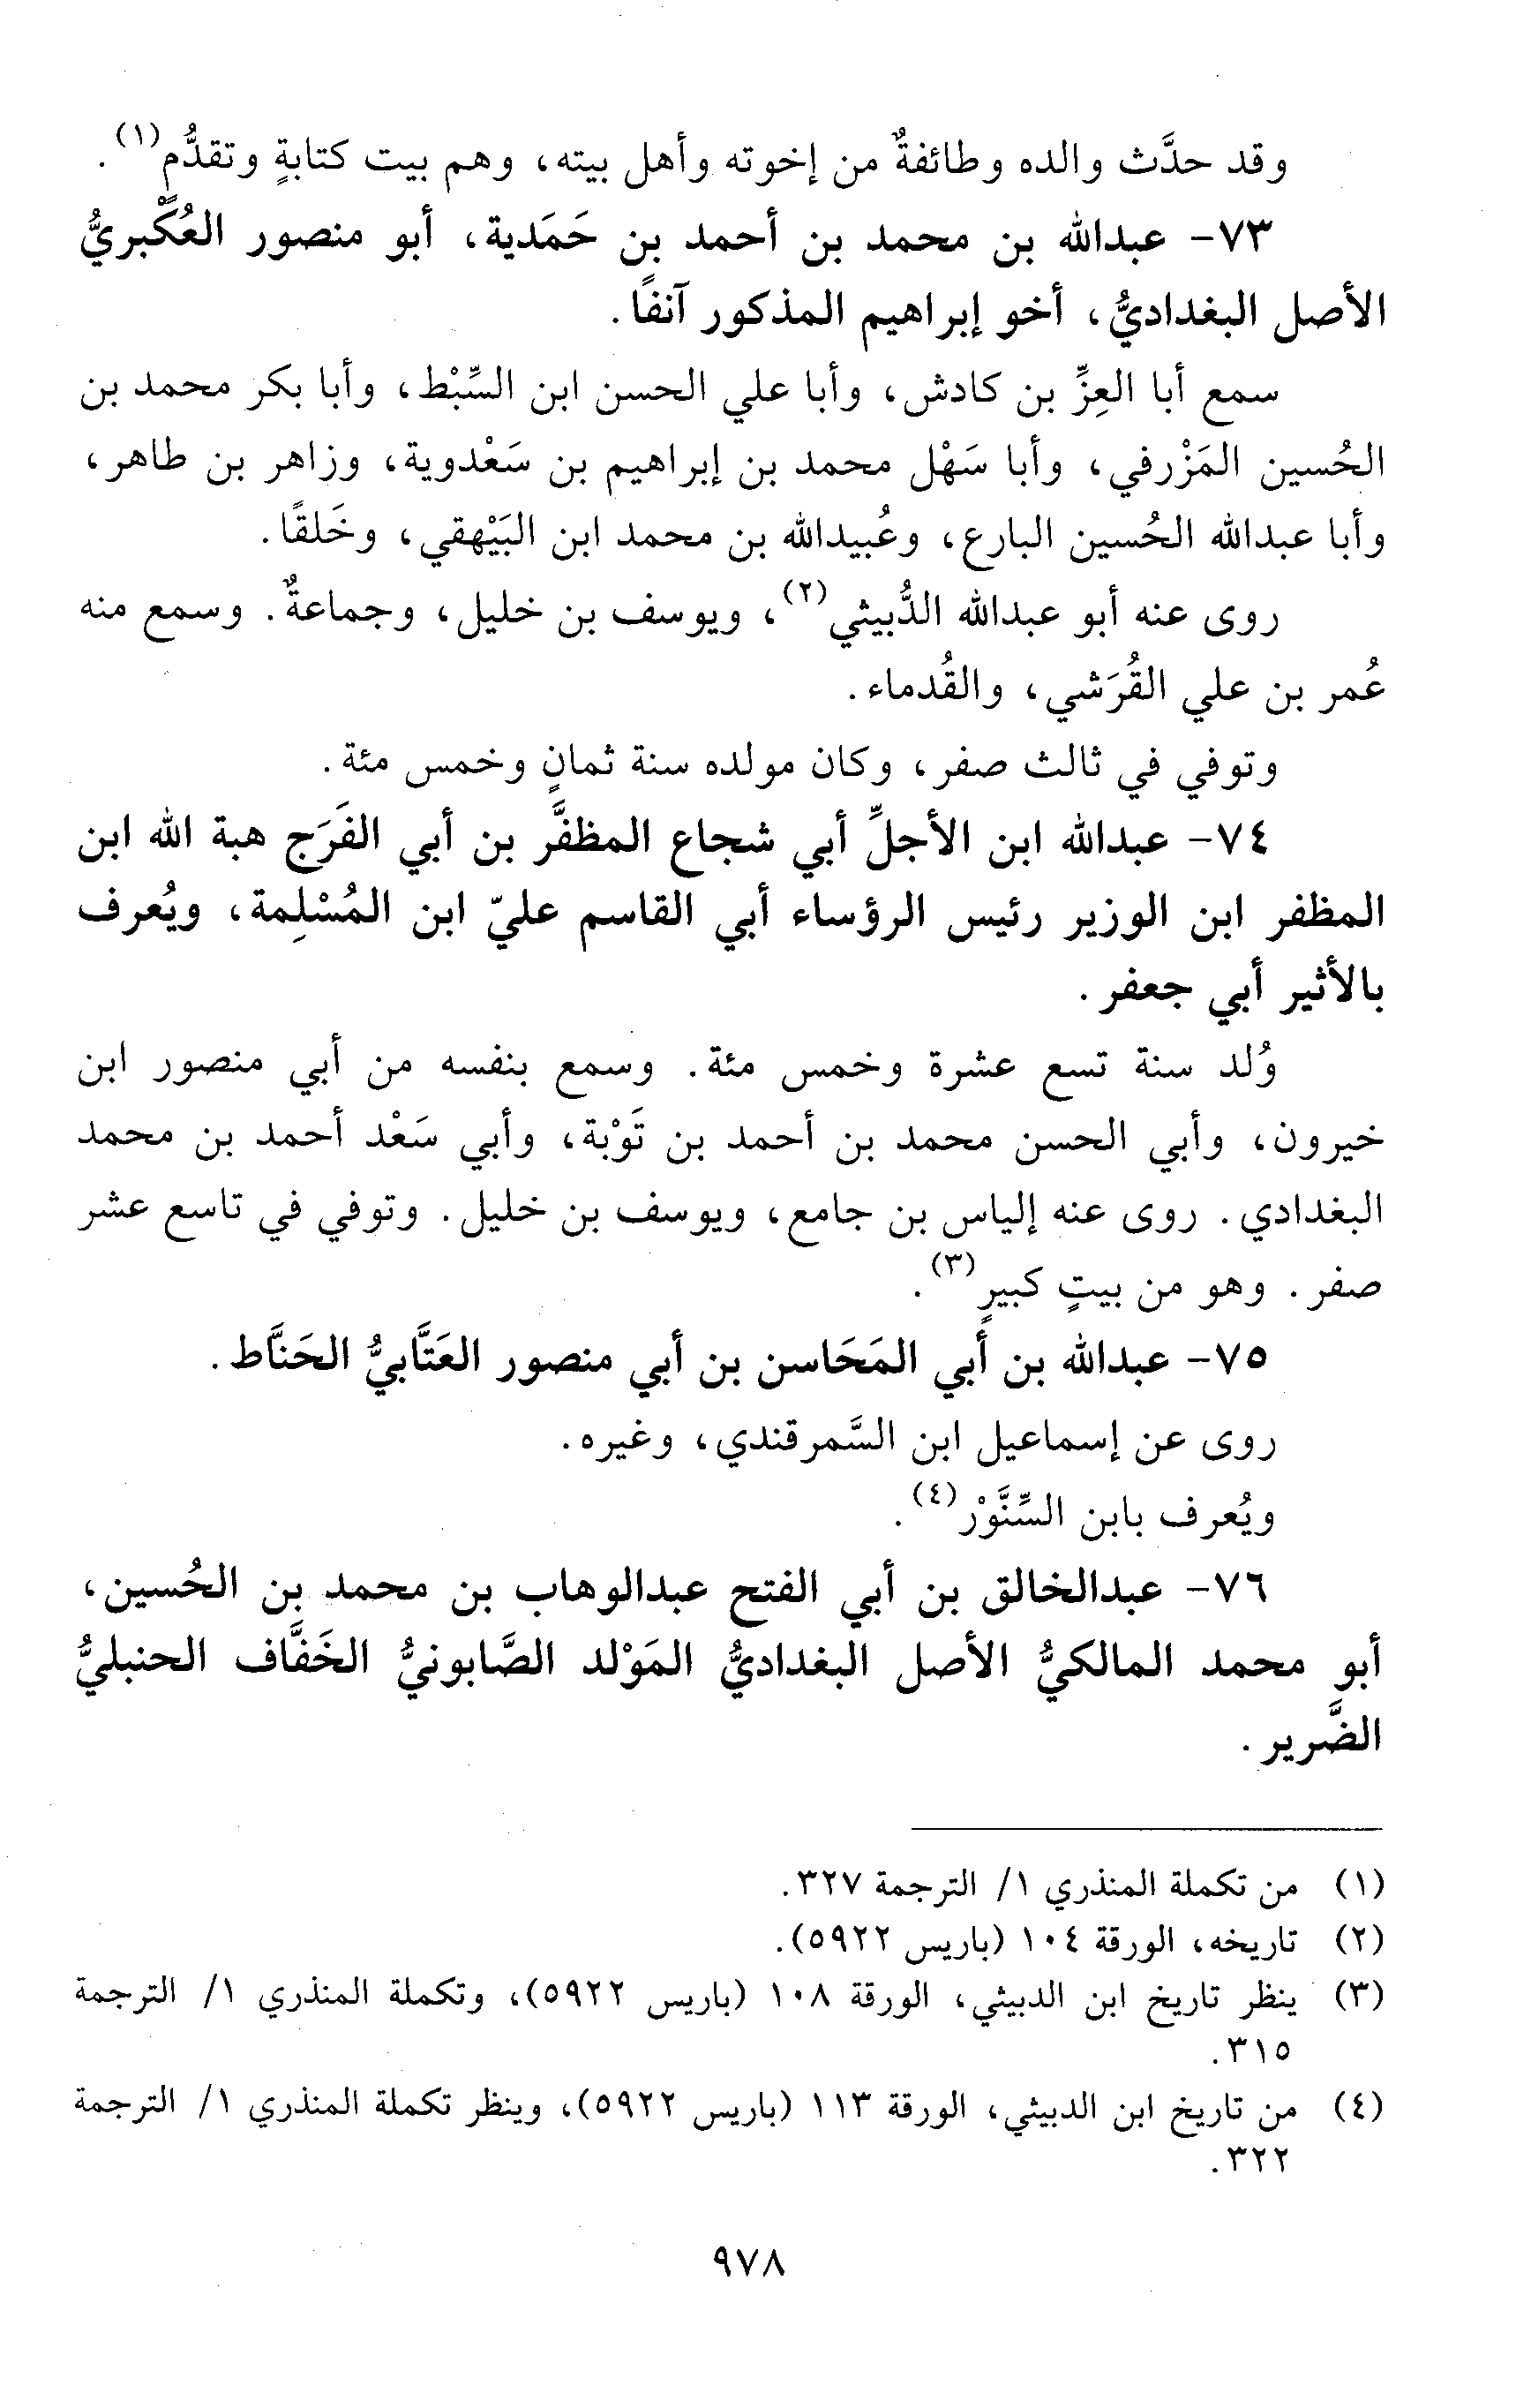 وقد حدَّث والده وطائفةٌ من إخوته وأهل بيته، وهم بيت كتابةٍ وتقدُّم(١).
٧٣- عبدالله بن محمد بن أحمد بن حَمَدية، أبو منصور العُكْبريُّ
الأصل البغداديُّ، أخو إبراهيم المذكور آنفًا.
سمع أبا العِزِّ بن كادش، وأبا علي الحسن ابن السِّبْط، وأبا بكر محمد بن
الحُسين المَزْرفي، وأبا سَهْل محمد بن إبراهيم بن سَعْدوية، وزاهر بن طاهر،
وأبا عبدالله الحُسين البارع، وعُبيدالله بن محمد ابن البَيْهقي، وخَلقًا.
روى عنه أبو عبدالله الدُّبيثي(٢)، ويوسف بن خليل، وجماعةٌ. وسمع منه
عُمر بن علي القُرَشي، والقُدماء.
وتوفي في ثالث صفر، وكان مولده سنة ثمانٍ وخمس مئة.
٧٤- عبدالله ابن الأجلِّ أبي شجاع المظفَّر بن أبي الفَرَج هبة الله ابن
المظفر ابن الوزير رئيس الرؤساء أبي القاسم عليّ ابن المُسْلِمة، ويُعرف
بالأثير أبي جعفر.
وُلد سنة تسع عشرة وخمس مئة. وسمع بنفسه من أبي منصور ابن
خيرون، وأبي الحسن محمد بن أحمد بن تَوْبة، وأبي سَعْد أحمد بن محمد
البغدادي. روى عنه إلياس بن جامع، ويوسف بن خليل. وتوفي في تاسع عشر
صفر. وهو من بيتٍ كبيرٍ(٣).
٧٥- عبدالله بن أبي المَحَاسن بن أبي منصور العَتَّابيُّ الحَنَّاط.
روى عن إسماعيل ابن السَّمرقندي، وغيره.
ويُعرف بابن السِّنَّوْر(٤).
٧٦- عبدالخالق بن أبي الفتح عبدالوهاب بن محمد بن الحُسين،
أبو محمد المالكيُّ الأصل البغداديُّ المَوْلد الصَّابونيُّ الخَفَّاف الحنبليُّ
الضَّرير.
(١) من تكملة المنذري ١/ الترجمة ٣٢٧.
(٢) تاريخه، الورقة ١٠٤ (باريس ٥٩٢٢).
(٣) ينظر تاريخ ابن الدبيثي، الورقة ١٠٨ (باريس ٥٩٢٢)، وتكملة المنذري ١/ الترجمة
٣١٥.
(٤) من تاريخ ابن الدبيثي، الورقة ١١٣ (باريس ٥٩٢٢)، وينظر تكملة المنذري ١/ الترجمة
٣٢٢.
٩٧٨